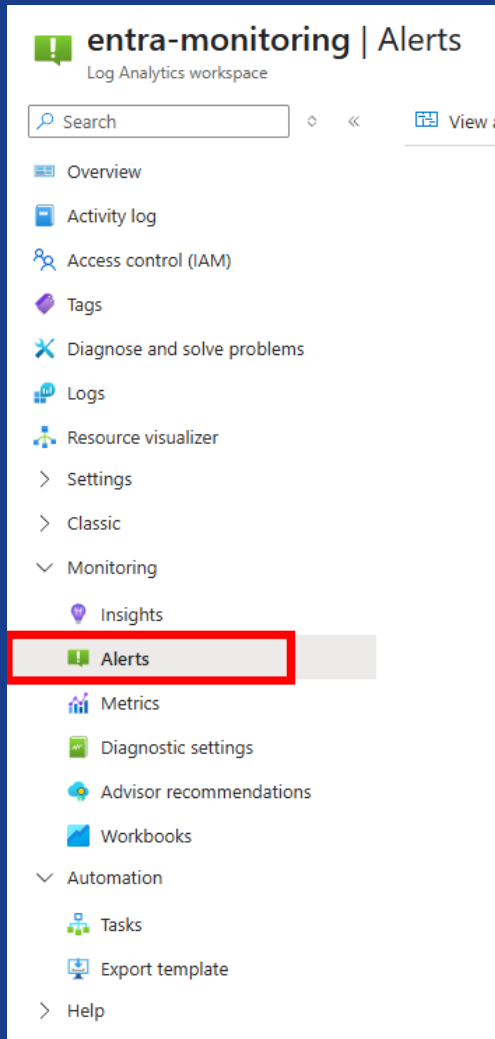 entra-monitoring | Alerts
Log Analytics workspace
Search
View
Overview
Activity log
Access control (IAM)
Tags
Diagnose and solve problems
Logs
Resource visualizer
Settings
Classic
Monitoring
Insights
Alerts
Metrics
Diagnostic settings
Advisor recommendations
Workbooks
Automation
Tasks
Export template
Help